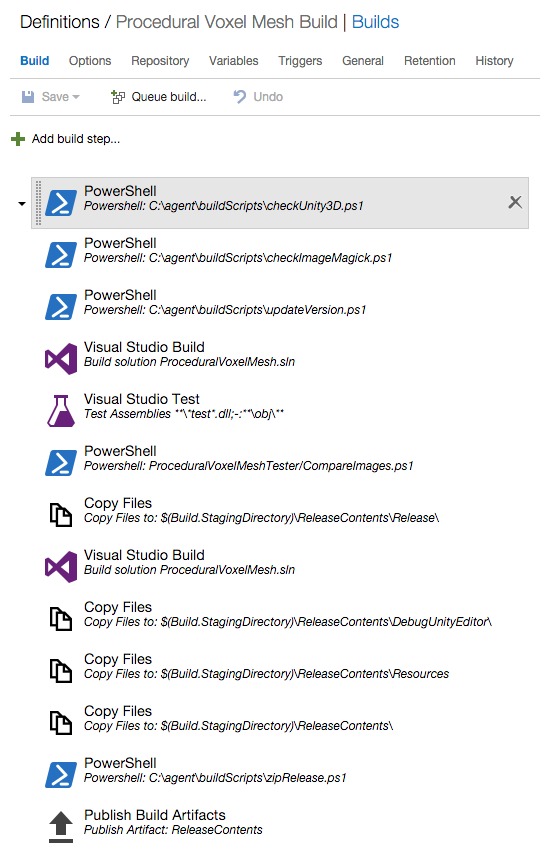 Definitions / Procedural Voxel Mesh Build | Builds
Build Options Repository Variables Triggers General Retention History
Save Queue build... Undo
Add build step...
PowerShell
Powershell: C:\agent\buildScripts\checkUnity3D.ps1
PowerShell
Powershell: C:\agent\buildScripts\checkImageMagick.ps1
PowerShell
Powershell: C:\agent\buildScripts\updateVersion.ps1
Visual Studio Build
Build solution ProceduralVoxelMesh.sln
Visual Studio Test
Test Assemblies **\*test*.dll;-:**\obj\**
PowerShell
Powershell: ProceduralVoxelMeshTester/CompareImages.ps1
Copy Files
Copy Files to: $(Build.StagingDirectory)\ReleaseContents\Release\
Visual Studio Build
Build solution ProceduralVoxelMesh.sln
Copy Files
Copy Files to: $(Build.StagingDirectory)\ReleaseContents\DebugUnityEditor\
Copy Files
Copy Files to: $(Build.StagingDirectory)\ReleaseContents\Resources
Copy Files
Copy Files to: $(Build.StagingDirectory)\ReleaseContents\
PowerShell
Powershell: C:\agent\buildScripts\zipRelease.ps1
Publish Build Artifacts
Publish Artifact: ReleaseContents